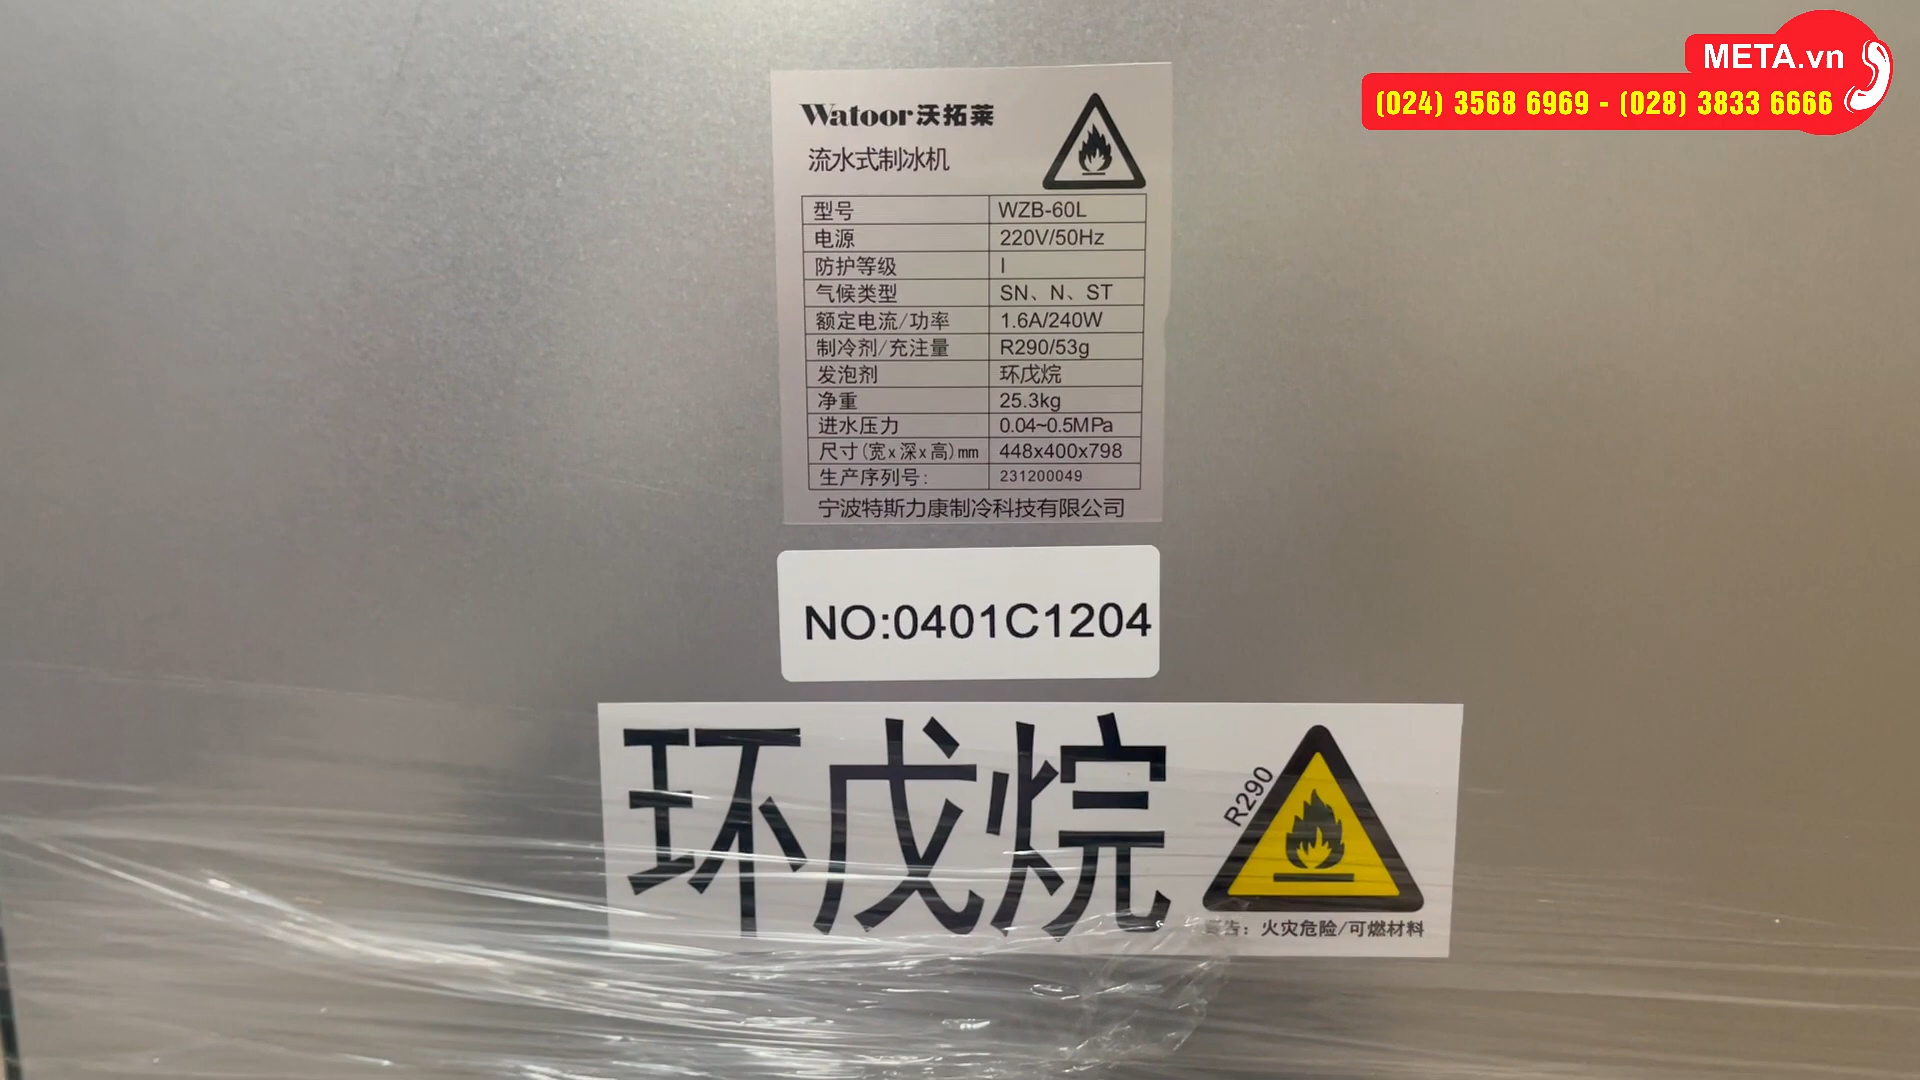 META.vn
(024) 3568 6969 - (028) 3833 6666
Watoor 沃拓莱
流水式制冰机
型号 WZB-60L
电源 220V/50Hz
防护等级 I
气候类型 SN、N、ST
额定电流/功率 1.6A/240W
制冷剂/充注量 R290/53g
发泡剂 环戊烷
净重 25.3kg
进水压力 0.04~0.5MPa
尺寸(宽x深x高)mm 448x400x798
生产序列号: 231200049
宁波特斯力康制冷科技有限公司
NO:0401C1204
环戊烷
R290
警告：火灾危险/可燃材料